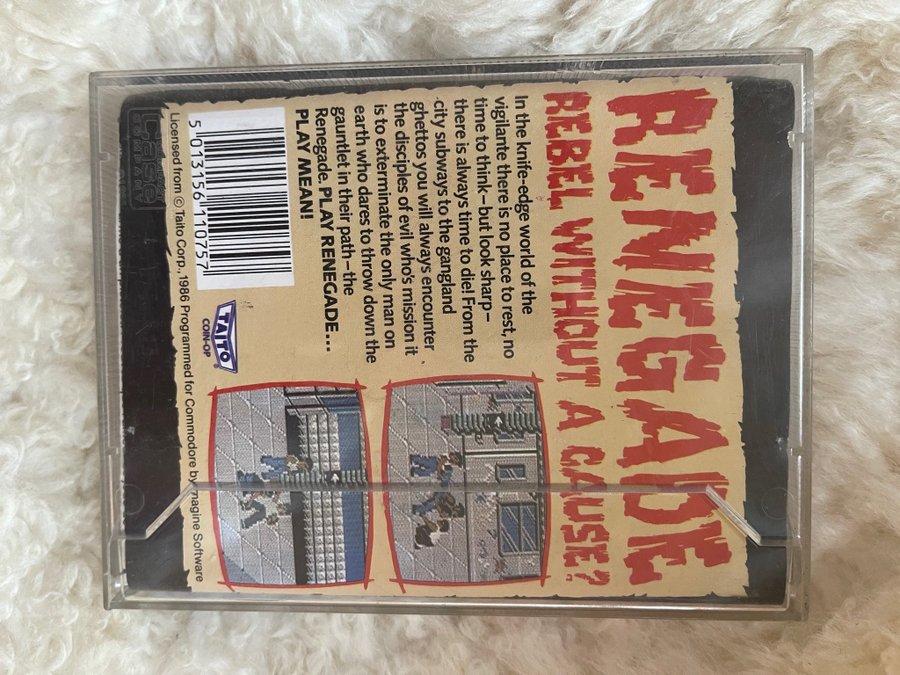 RENEGADE
REBEL WITHOUT A CAUSE?
In the knife-edge world of the
vigilante there is no place to rest, no
time to think–but look sharp–
there is always time to die! From the
city subways to the gangland
ghettos you will always encounter
the disciples of evil who's mission it
is to exterminate the only man on
earth who dares to throw down the
gauntlet in their path–the
Renegade. PLAY RENEGADE...
PLAY MEAN!
5 013156 110757
TAITO
COIN-OP
Licensed from © Taito Corp., 1986 Programmed for Commodore by Imagine Software